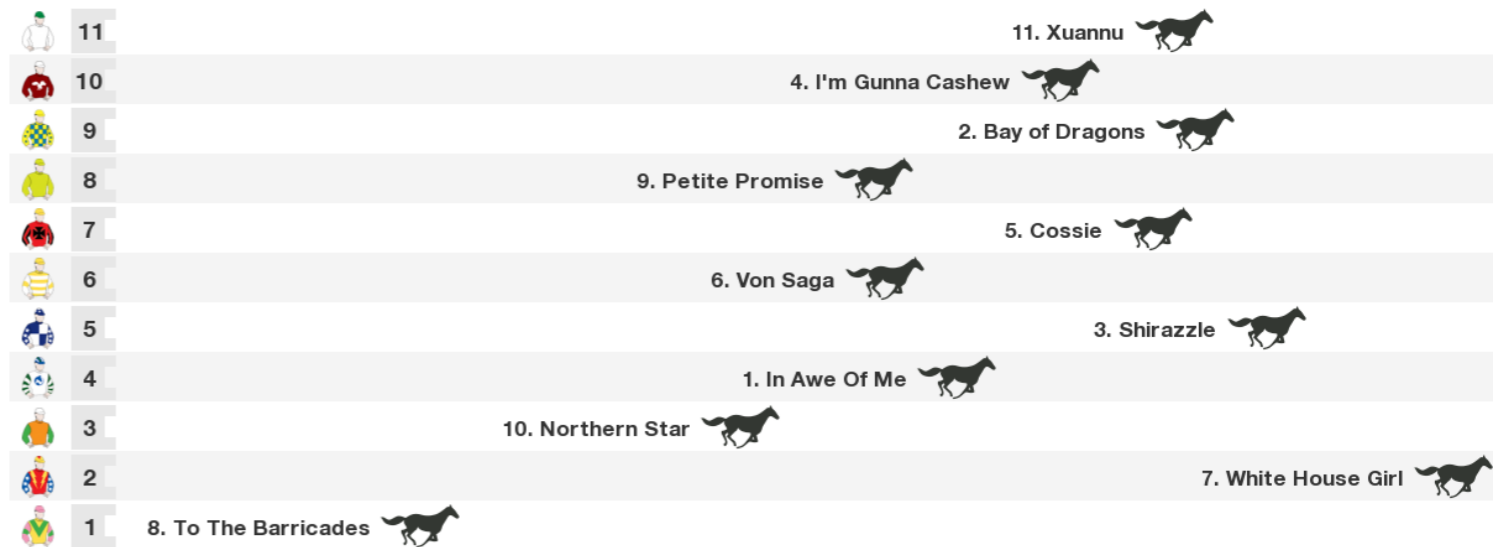 11 11. Xuannu
10 4. I'm Gunna Cashew
9 2. Bay of Dragons
8 9. Petite Promise
7 5. Cossie
6 6. Von Saga
5 3. Shirazzle
4 1. In Awe Of Me
3 10. Northern Star
2 7. White House Girl
1 8. To The Barricades